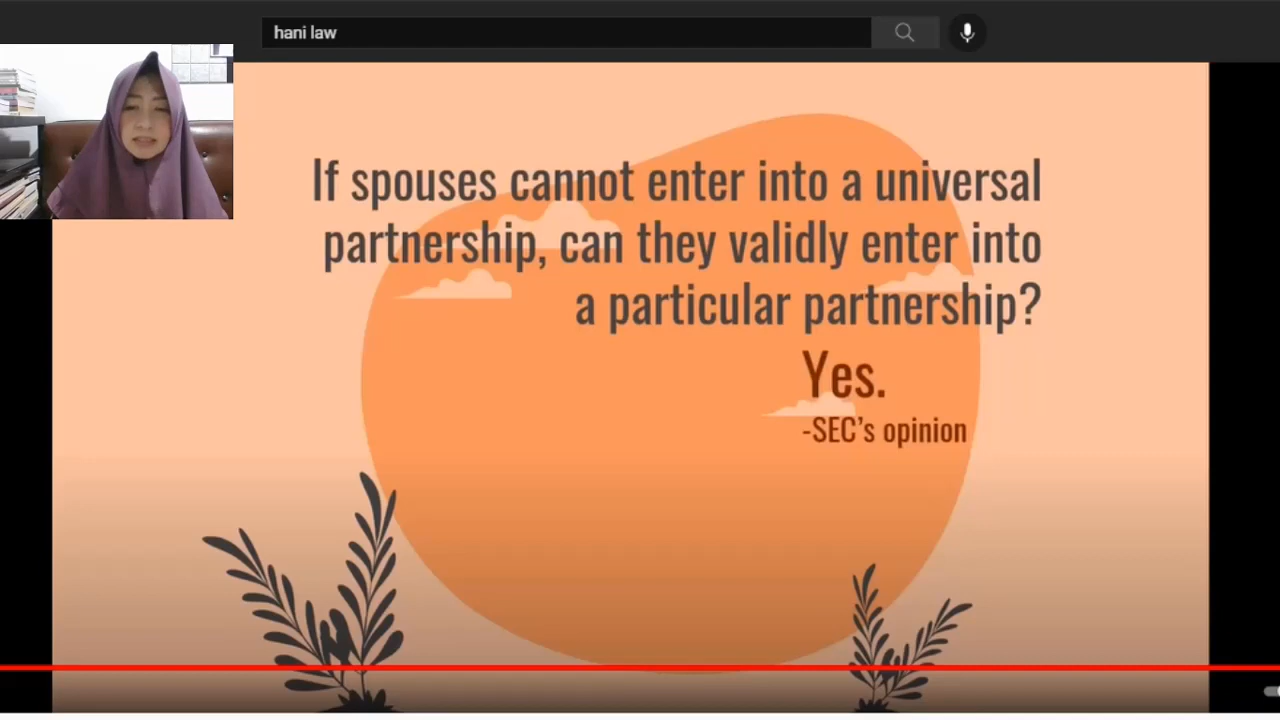 hani law
If spouses cannot enter into a universal
partnership, can they validly enter into
a particular partnership?
Yes.
-SEC's opinion